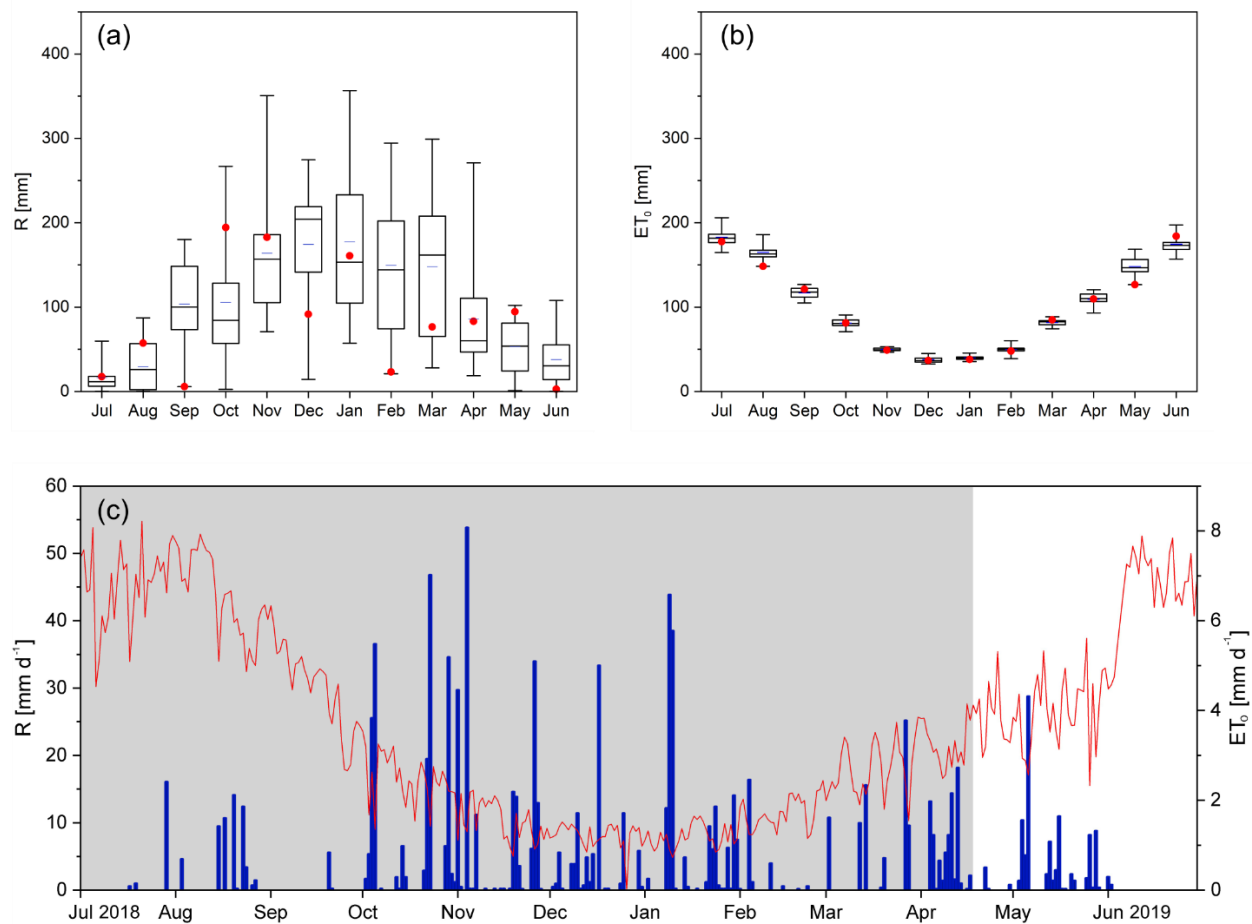 (a)
R [mm]
400
300
200
100
0
Jul Aug Sep Oct Nov Dec Jan Feb Mar Apr May Jun
(b)
ET₀ [mm]
400
300
200
100
0
Jul Aug Sep Oct Nov Dec Jan Feb Mar Apr May Jun
(c)
R [mm d⁻¹]
60
50
40
30
20
10
0
ET₀ [mm d⁻¹]
8
6
4
2
0
Jul 2018 Aug Sep Oct Nov Dec Jan Feb Mar Apr May Jun 2019